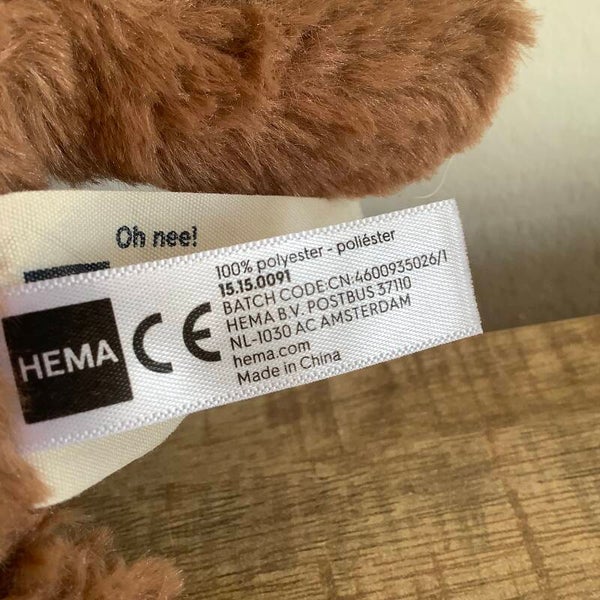 Oh nee!
HEMA
CE
100% polyester - poliéster
15.15.0091
BATCH CODE:CN:4600935026/1
HEMA B.V. POSTBUS 37110
NL-1030 AC AMSTERDAM
hema.com
Made in China